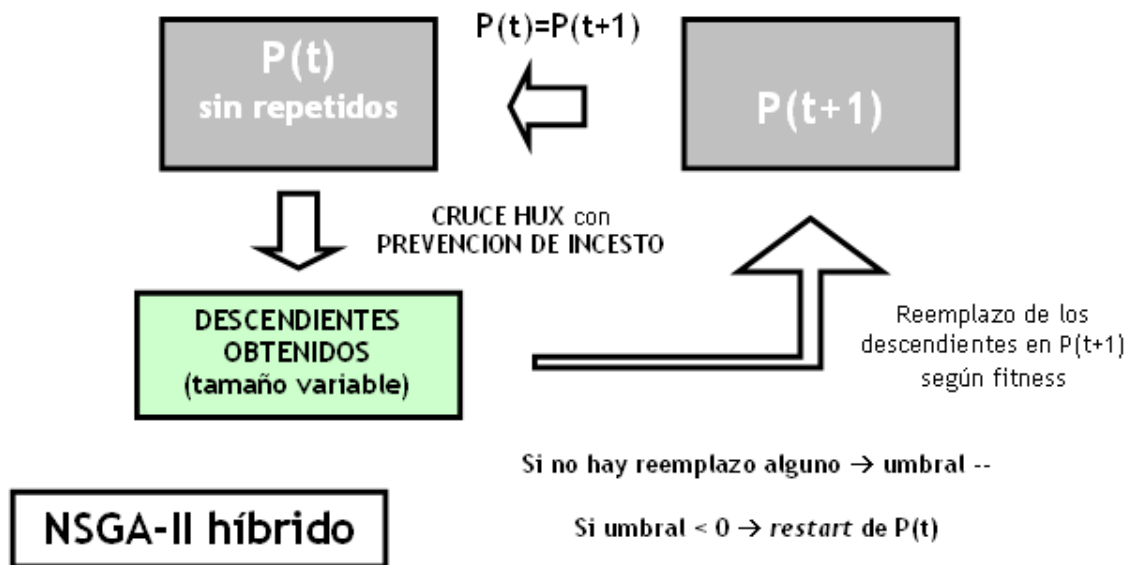 P(t)=P(t+1)
P(t)
sin repetidos
P(t+1)
CRUCE HUX con
PREVENCION DE INCESTO
DESCENDIENTES
OBTENIDOS
(tamaño variable)
Reemplazo de los
descendientes en P(t+1)
según fitness
Si no hay reemplazo alguno → umbral --
Si umbral < 0 → restart de P(t)
NSGA-II híbrido